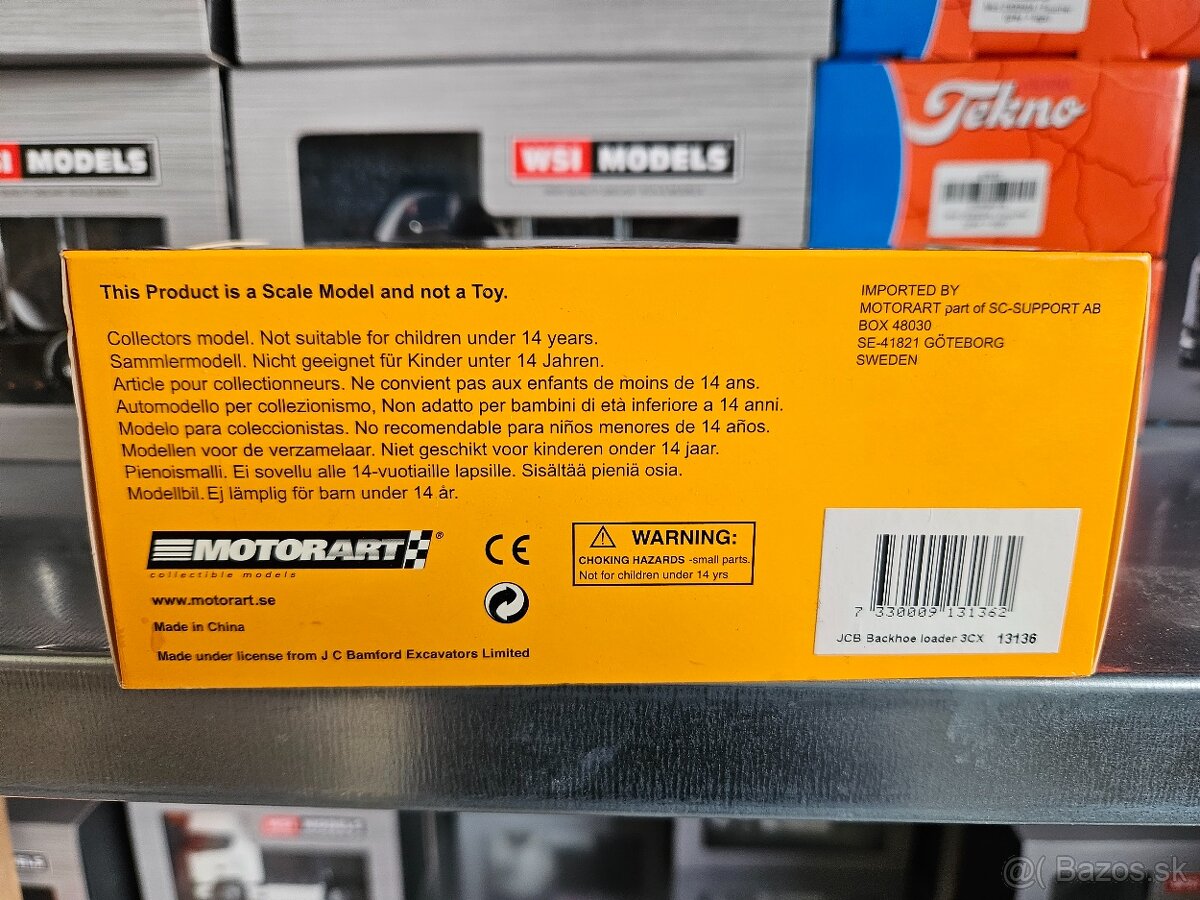 WSI MODELS
WSI MODELS
Tekno
This Product is a Scale Model and not a Toy.
Collectors model. Not suitable for children under 14 years.
Sammlermodell. Nicht geeignet für Kinder unter 14 Jahren.
Article pour collectionneurs. Ne convient pas aux enfants de moins de 14 ans.
Automodello per collezionismo, Non adatto per bambini di età inferiore a 14 anni.
Modelo para coleccionistas. No recomendable para niños menores de 14 años.
Modellen voor de verzamelaar. Niet geschikt voor kinderen onder 14 jaar.
Pienoismalli. Ei sovellu alle 14-vuotiaille lapsille. Sisältää pieniä osia.
Modellbil. Ej lämplig för barn under 14 år.
IMPORTED BY
MOTORART part of SC-SUPPORT AB
BOX 48030
SE-41821 GÖTEBORG
SWEDEN
MOTORART®
collectible models
www.motorart.se
Made in China
Made under license from J C Bamford Excavators Limited
CE
WARNING:
CHOKING HAZARDS -small parts.
Not for children under 14 yrs
7 330009 131362
JCB Backhoe loader 3CX 13136
@( Bazos.sk